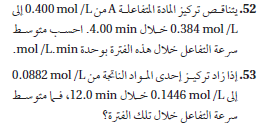 52. يتناقص تركيز المادة المتفاعلة A من 0.400 mol/L إلى
0.384 mol/L خلال 4.00 min. احسب متوسط
سرعة التفاعل خلال هذه الفترة بوحدة mol/L.min.
53. إذا زاد تركيز إحدى المواد الناتجة من 0.0882 mol/L
إلى 0.1446 mol/L خلال 12.0 min، فما متوسط
سرعة التفاعل خلال تلك الفترة؟